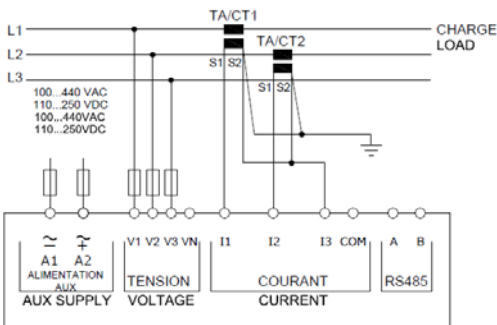 TA/CT1
L1
CHARGE
LOAD
L2
TA/CT2
S1 S2
L3
S1 S2
100...440 VAC
110...250 VDC
100...440VAC
110...250VDC
A1 A2
V1 V2 V3 VN
I1 I2 I3 COM
A B
ALIMENTATION
AUX
TENSION
COURANT
RS485
AUX SUPPLY
VOLTAGE
CURRENT